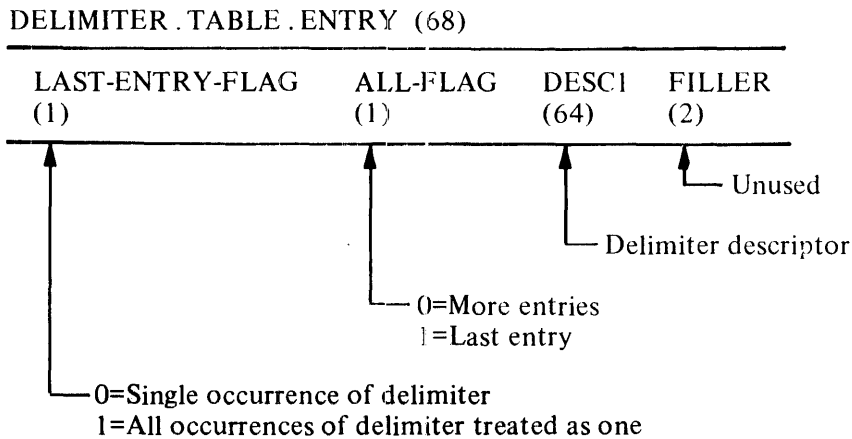 DELIMITER.TABLE.ENTRY (68)
LAST-ENTRY-FLAG ALL-FLAG DESC1 FILLER
(1) (1) (64) (2)
Unused
Delimiter descriptor
0=More entries
1=Last entry
0=Single occurrence of delimiter
1=All occurrences of delimiter treated as one